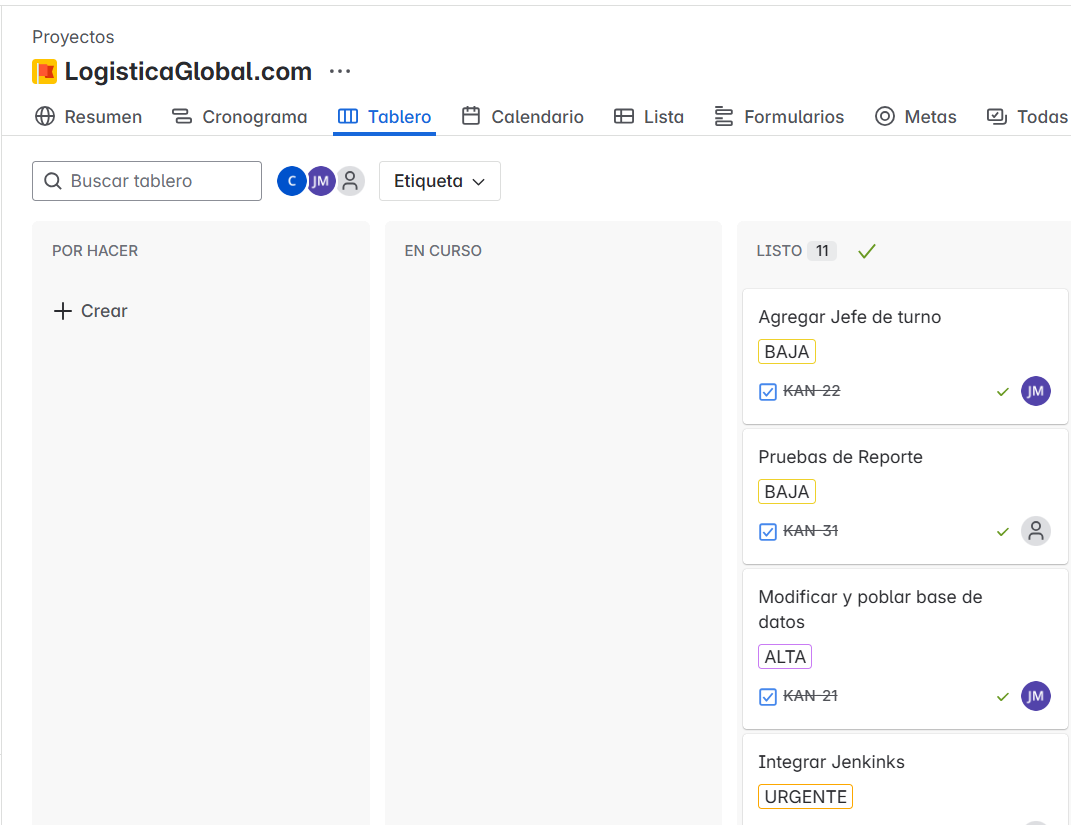 Proyectos
LogisticaGlobal.com
Resumen Cronograma Tablero Calendario Lista Formularios Metas Todas
Buscar tablero C JM Etiqueta
POR HACER
Crear
EN CURSO
LISTO 11
Agregar Jefe de turno
BAJA
KAN-22 JM
Pruebas de Reporte
BAJA
KAN-31
Modificar y poblar base de
datos
ALTA
KAN-21 JM
Integrar Jenkinks
URGENTE